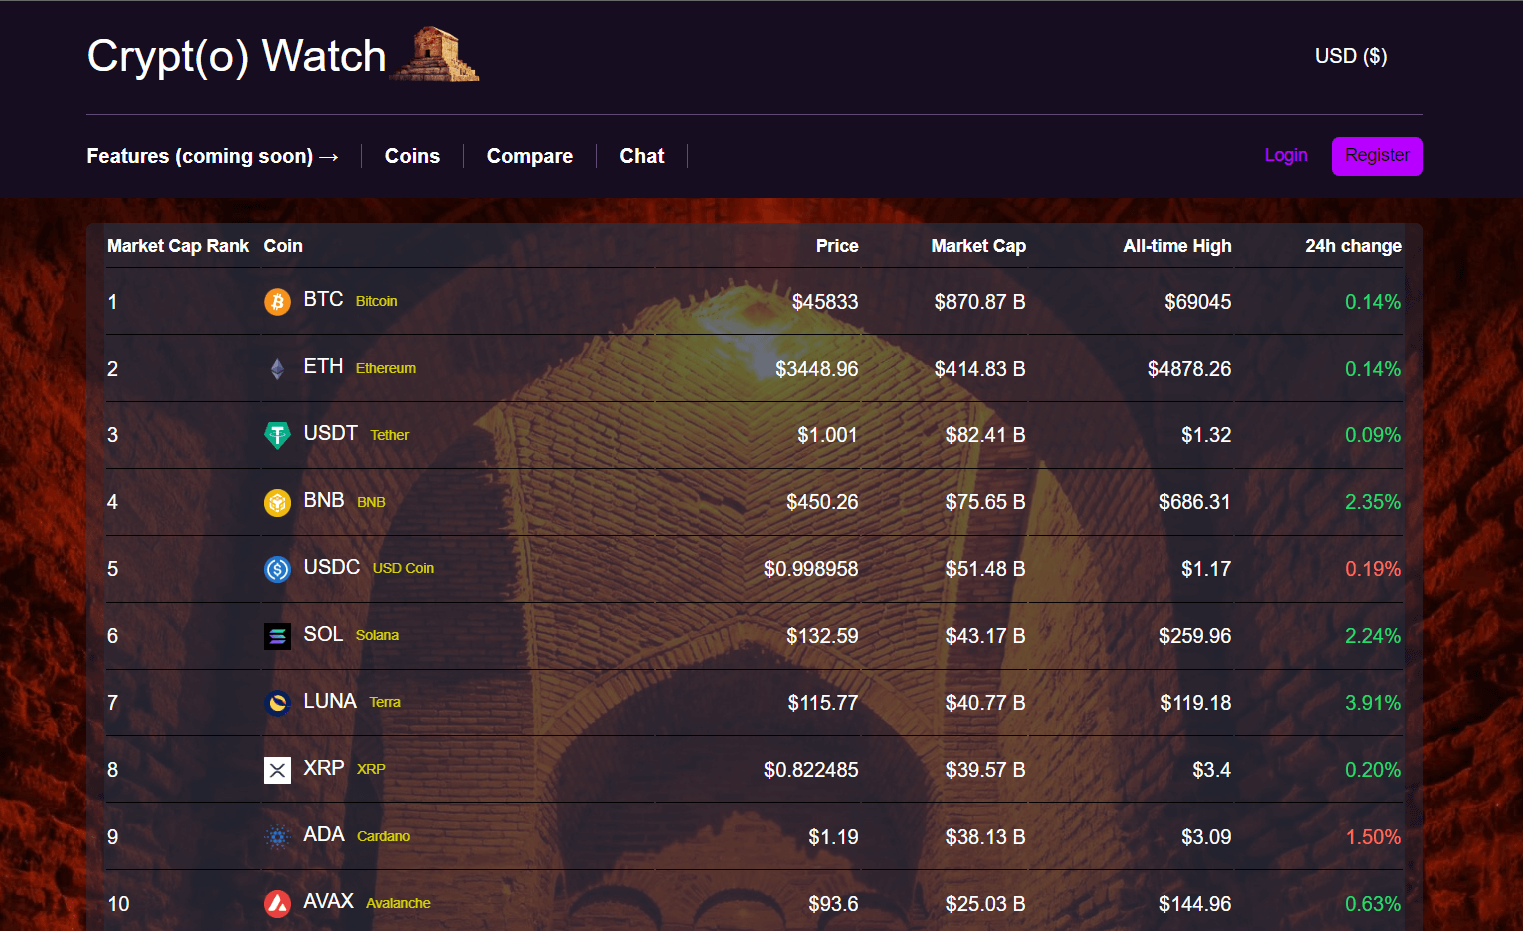 Crypt(o) Watch USD ($)
Features (coming soon) → Coins Compare Chat Login Register
Market Cap Rank Coin Price Market Cap All-time High 24h change
1 BTC Bitcoin $45833 $870.87 B $69045 0.14%
2 ETH Ethereum $3448.96 $414.83 B $4878.26 0.14%
3 USDT Tether $1.001 $82.41 B $1.32 0.09%
4 BNB BNB $450.26 $75.65 B $686.31 2.35%
5 USDC USD Coin $0.998958 $51.48 B $1.17 0.19%
6 SOL Solana $132.59 $43.17 B $259.96 2.24%
7 LUNA Terra $115.77 $40.77 B $119.18 3.91%
8 XRP XRP $0.822485 $39.57 B $3.4 0.20%
9 ADA Cardano $1.19 $38.13 B $3.09 1.50%
10 AVAX Avalanche $93.6 $25.03 B $144.96 0.63%